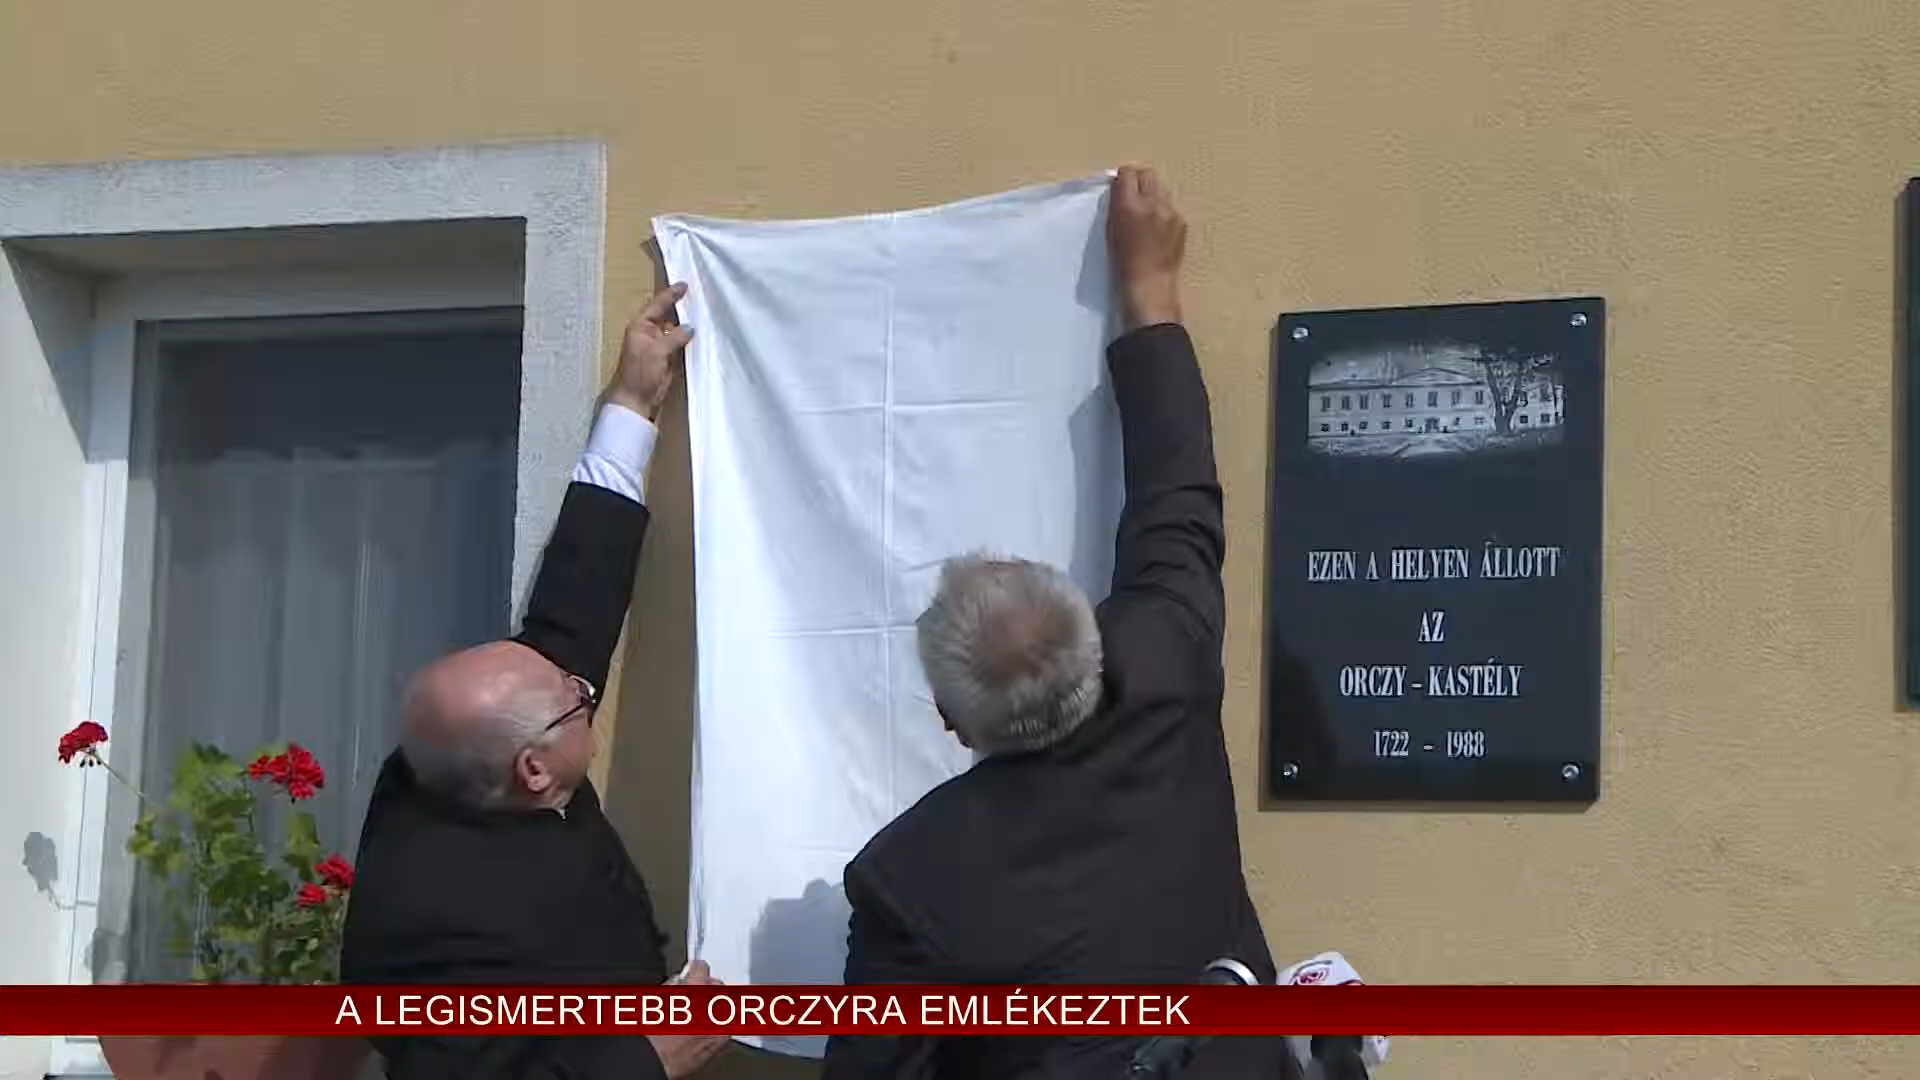 EZEN A HELYEN ÁLLOTT
AZ
ORCZY - KASTÉLY
1722 - 1988
A LEGISMERTEBB ORCZYRA EMLÉKEZTEK